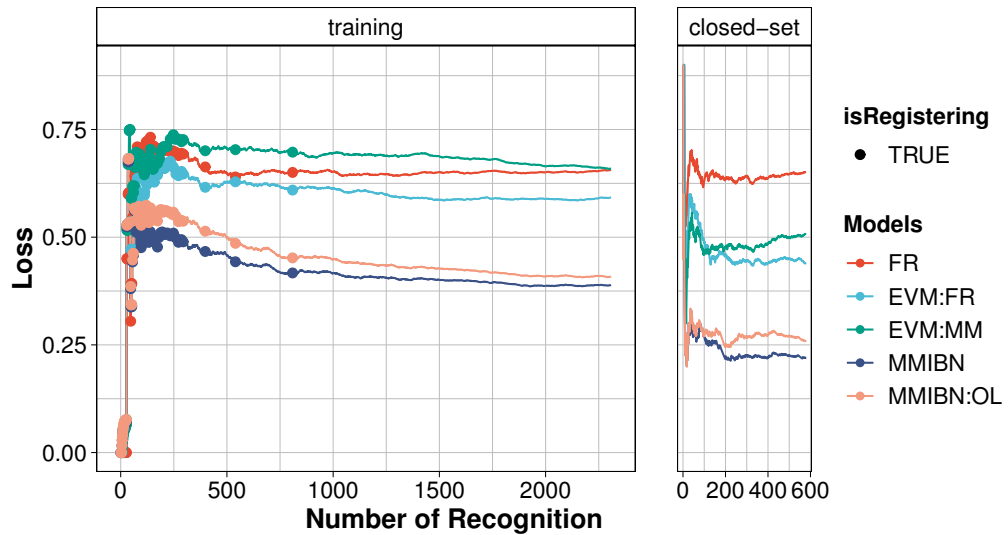 training
closed−set
Loss
0.75
0.50
0.25
0.00
0
500
1000
1500
2000
0
200
400
600
Number of Recognition
isRegistering
TRUE
Models
FR
EVM:FR
EVM:MM
MMIBN
MMIBN:OL